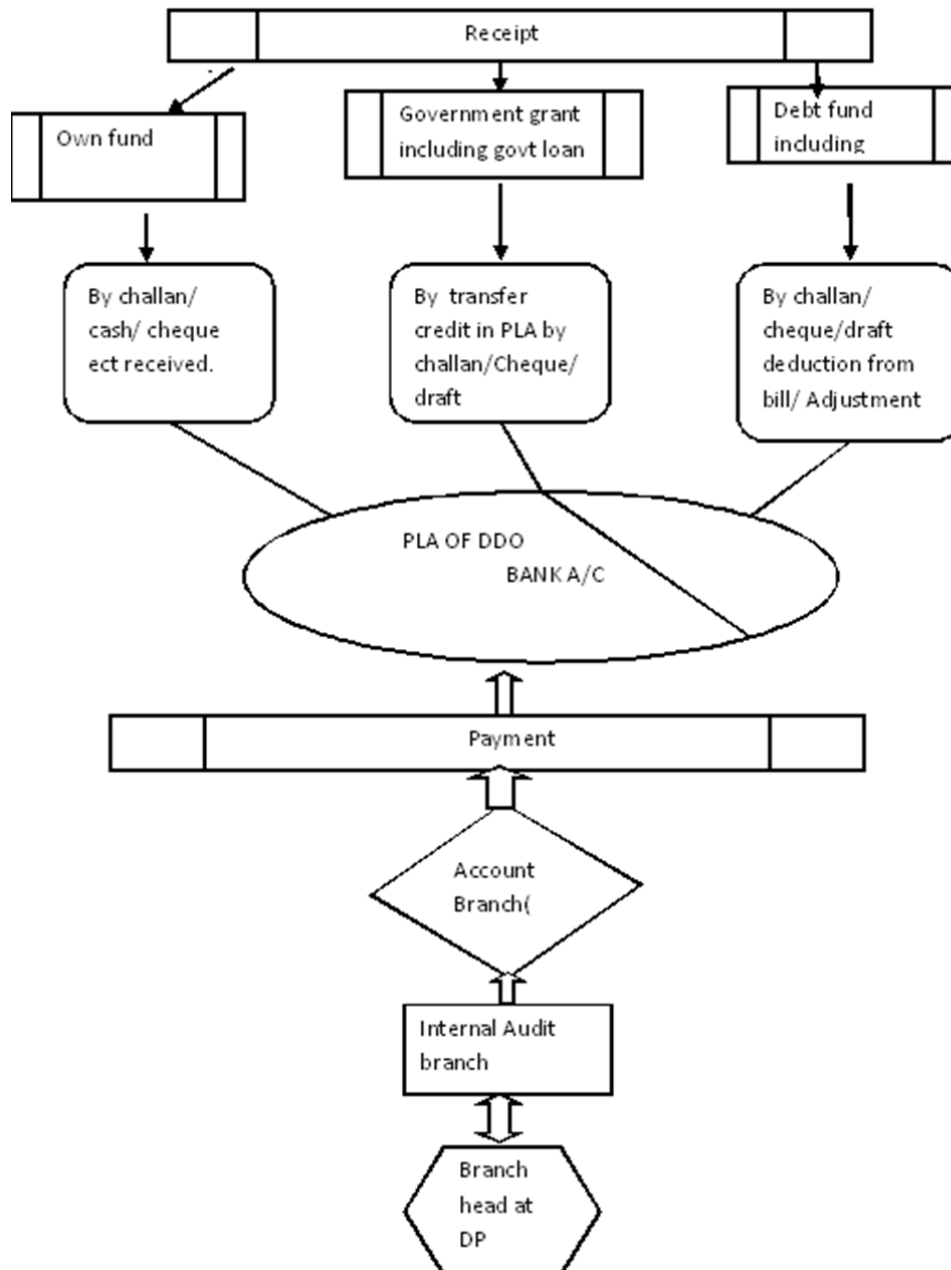 Receipt
Own fund
Government grant
including govt loan
Debt fund
including
By challan/
cash/ cheque
ect received.
By transfer
credit in PLA by
challan/Cheque/
draft
By challan/
cheque/draft
deduction from
bill/ Adjustment
PLA OF DDO
BANK A/C
Payment
Account
Branch(
Internal Audit
branch
Branch
head at
DP